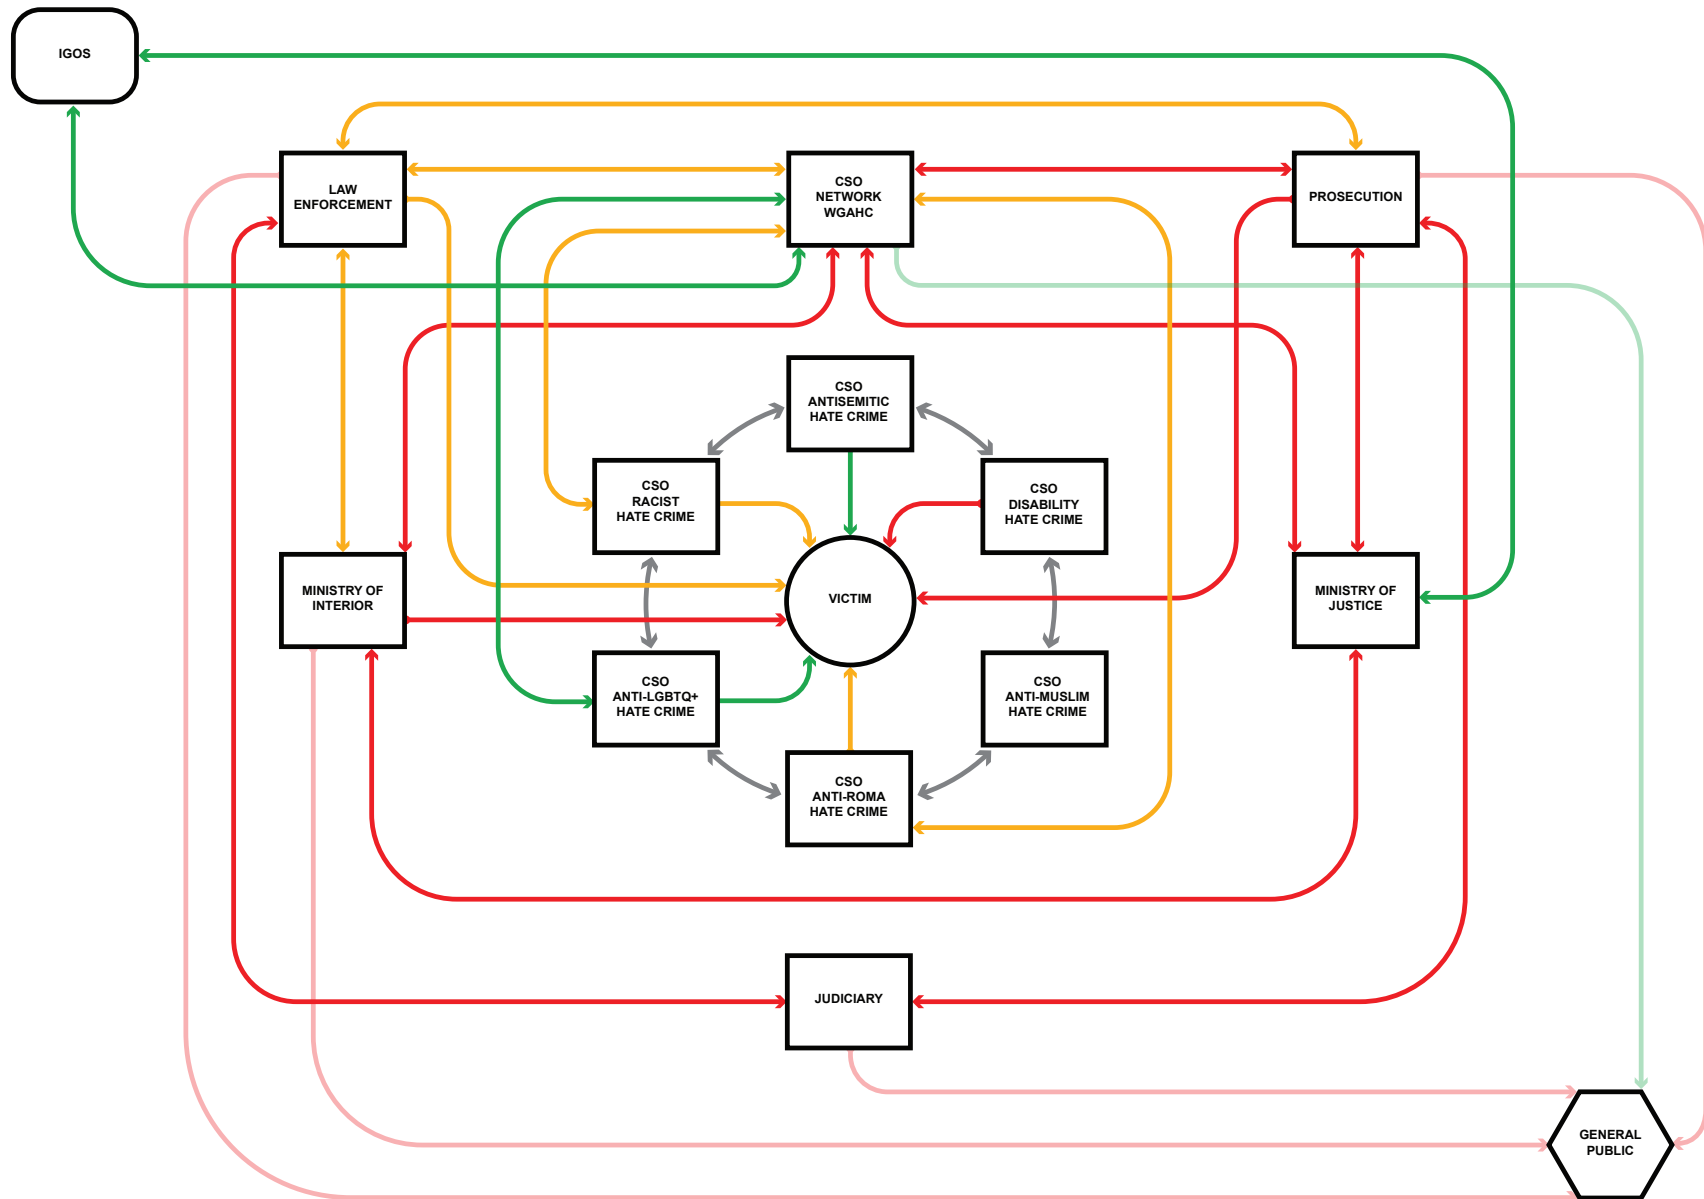 IGOS
LAW
ENFORCEMENT
CSO
NETWORK
WGAHC
PROSECUTION
CSO
ANTISEMITIC
HATE CRIME
CSO
RACIST
HATE CRIME
CSO
DISABILITY
HATE CRIME
MINISTRY OF
INTERIOR
VICTIM
MINISTRY OF
JUSTICE
CSO
ANTI-LGBTQ+
HATE CRIME
CSO
ANTI-MUSLIM
HATE CRIME
CSO
ANTI-ROMA
HATE CRIME
JUDICIARY
GENERAL
PUBLIC